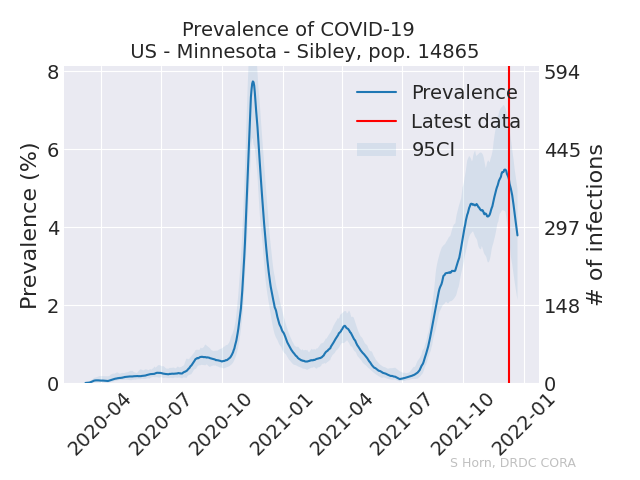 Prevalence of COVID-19
US - Minnesota - Sibley, pop. 14865
Prevalence (%)
8
6
4
2
0
594
445
297
148
0
# of infections
Prevalence
Latest data
95CI
2020-04
2020-07
2020-10
2021-01
2021-04
2021-07
2021-10
2022-01
S Horn, DRDC CORA